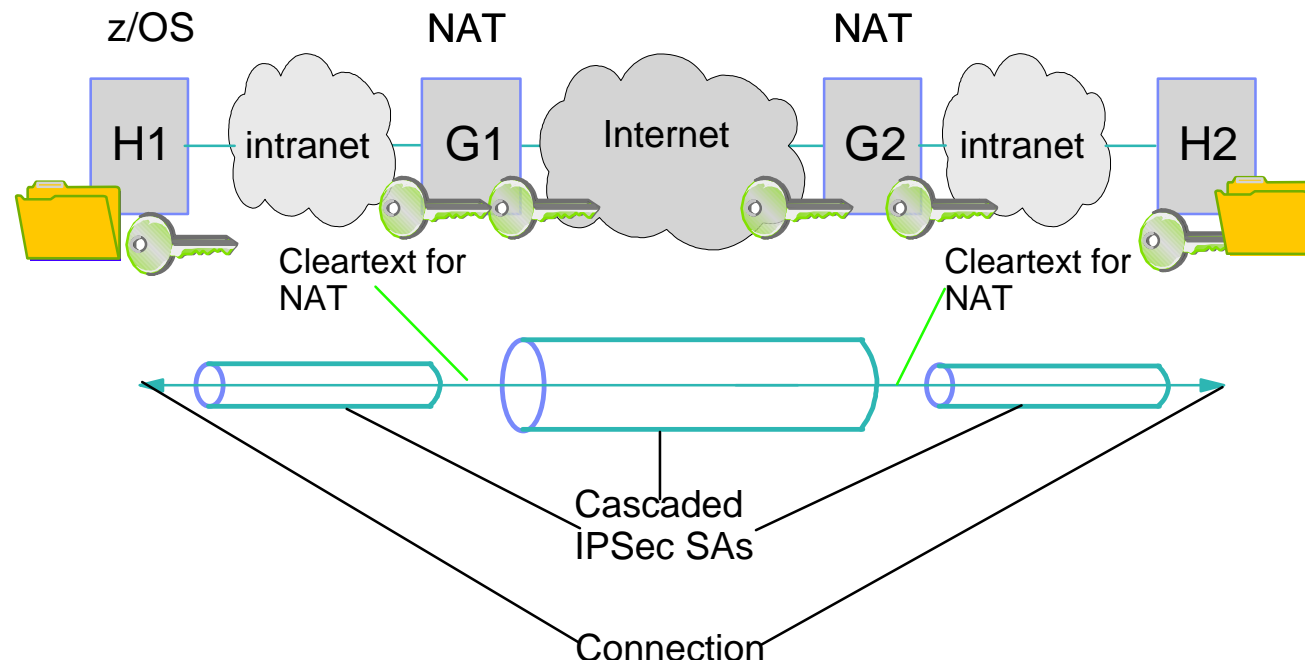 z/OS
NAT
NAT
H1
intranet
G1
Internet
G2
intranet
H2
Cleartext for
NAT
Cleartext for
NAT
Cascaded
IPSec SAs
Connection